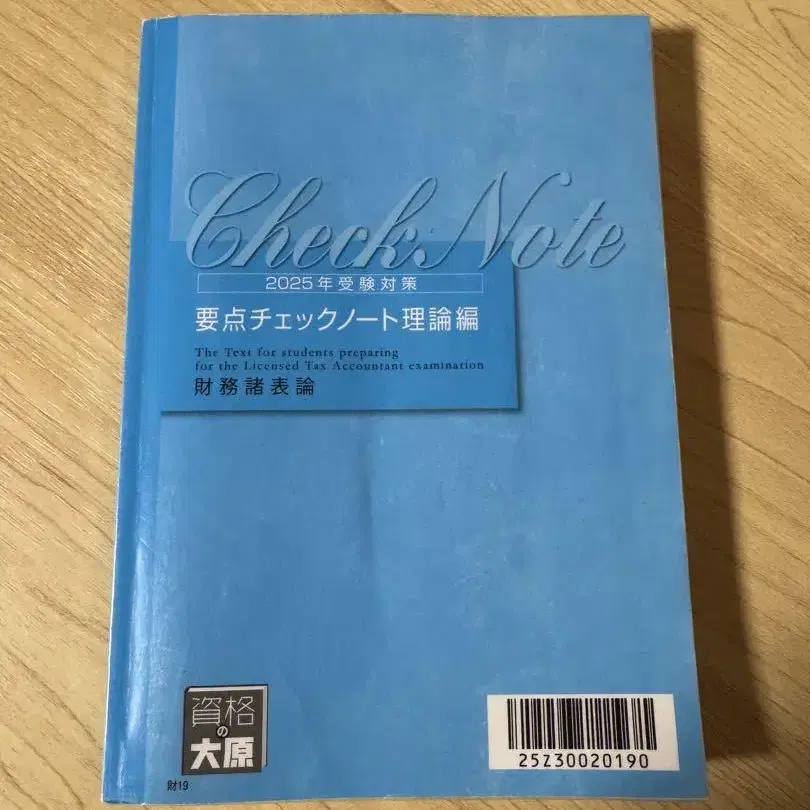 Check Note
2025年受験対策
要点チェックノート理論編
The Text for students preparing
for the Licensed Tax Accountant examination
財務諸表論
資格
の
大原
25Z30020190
財19